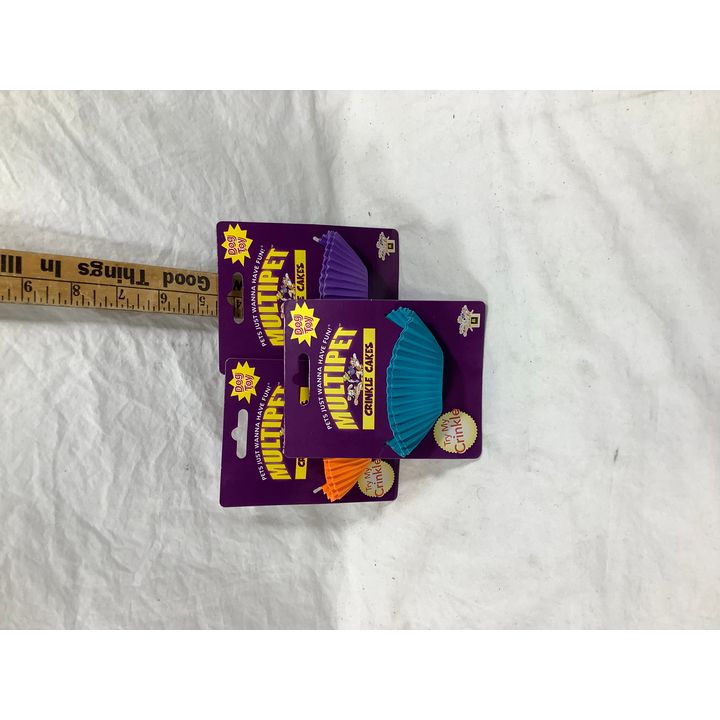 Good Things In
9 8 7 6 5
Dog
Toy
PETS JUST WANNA HAVE FUN!
MULTIPET
CAKES
Dog
Toy
PETS JUST WANNA HAVE FUN!"
MULTIPET
CRINKLE CAKES
Try My
Crinkle
Dog
Toy
PETS JUST WANNA HAVE FUN!"
MULTIPET
Try My
Crinkle